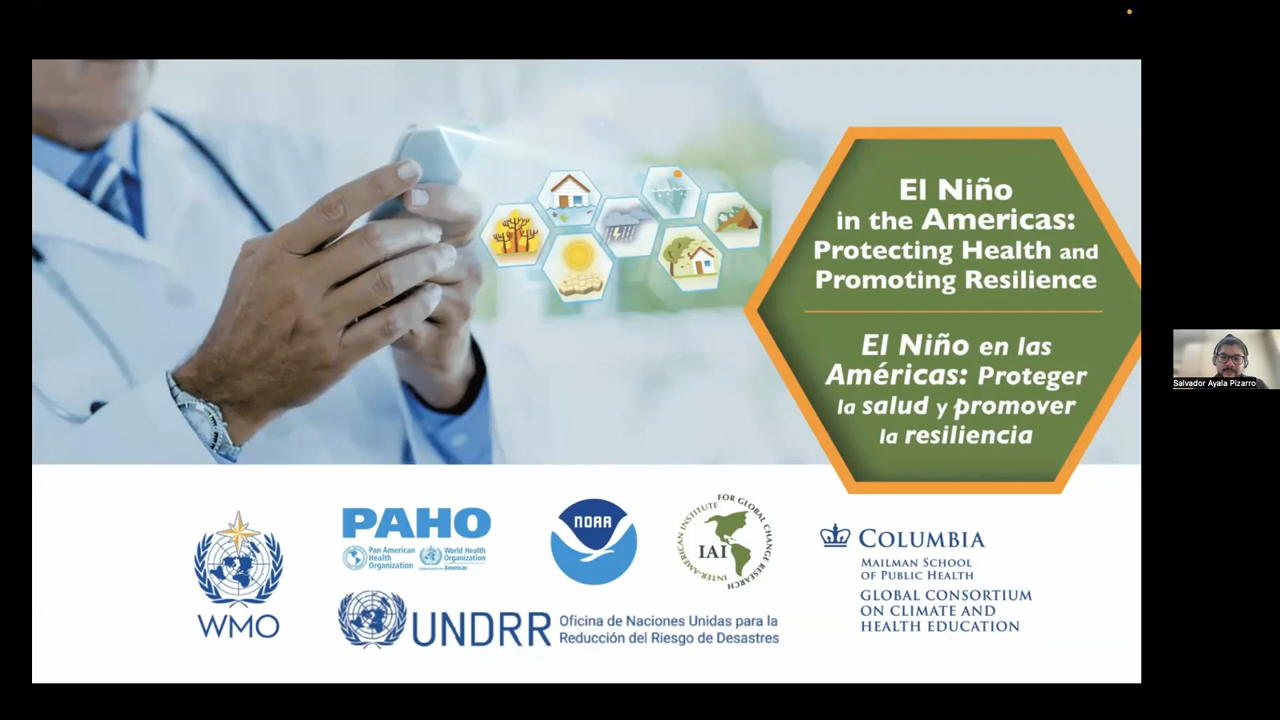 El Niño
in the Americas:
Protecting Health and
Promoting Resilience
El Niño en las
Américas: Proteger
la salud y promover
la resiliencia
Salvador Ayala Pizarro
WMO
PAHO
Pan American
Health
Organization
World Health
Organization
Americas
NOAA
INTER-AMERICAN INSTITUTE FOR GLOBAL CHANGE RESEARCH
IAI
COLUMBIA
MAILMAN SCHOOL
OF PUBLIC HEALTH
GLOBAL CONSORTIUM
ON CLIMATE AND
HEALTH EDUCATION
UNDRR
Oficina de Naciones Unidas para la
Reducción del Riesgo de Desastres